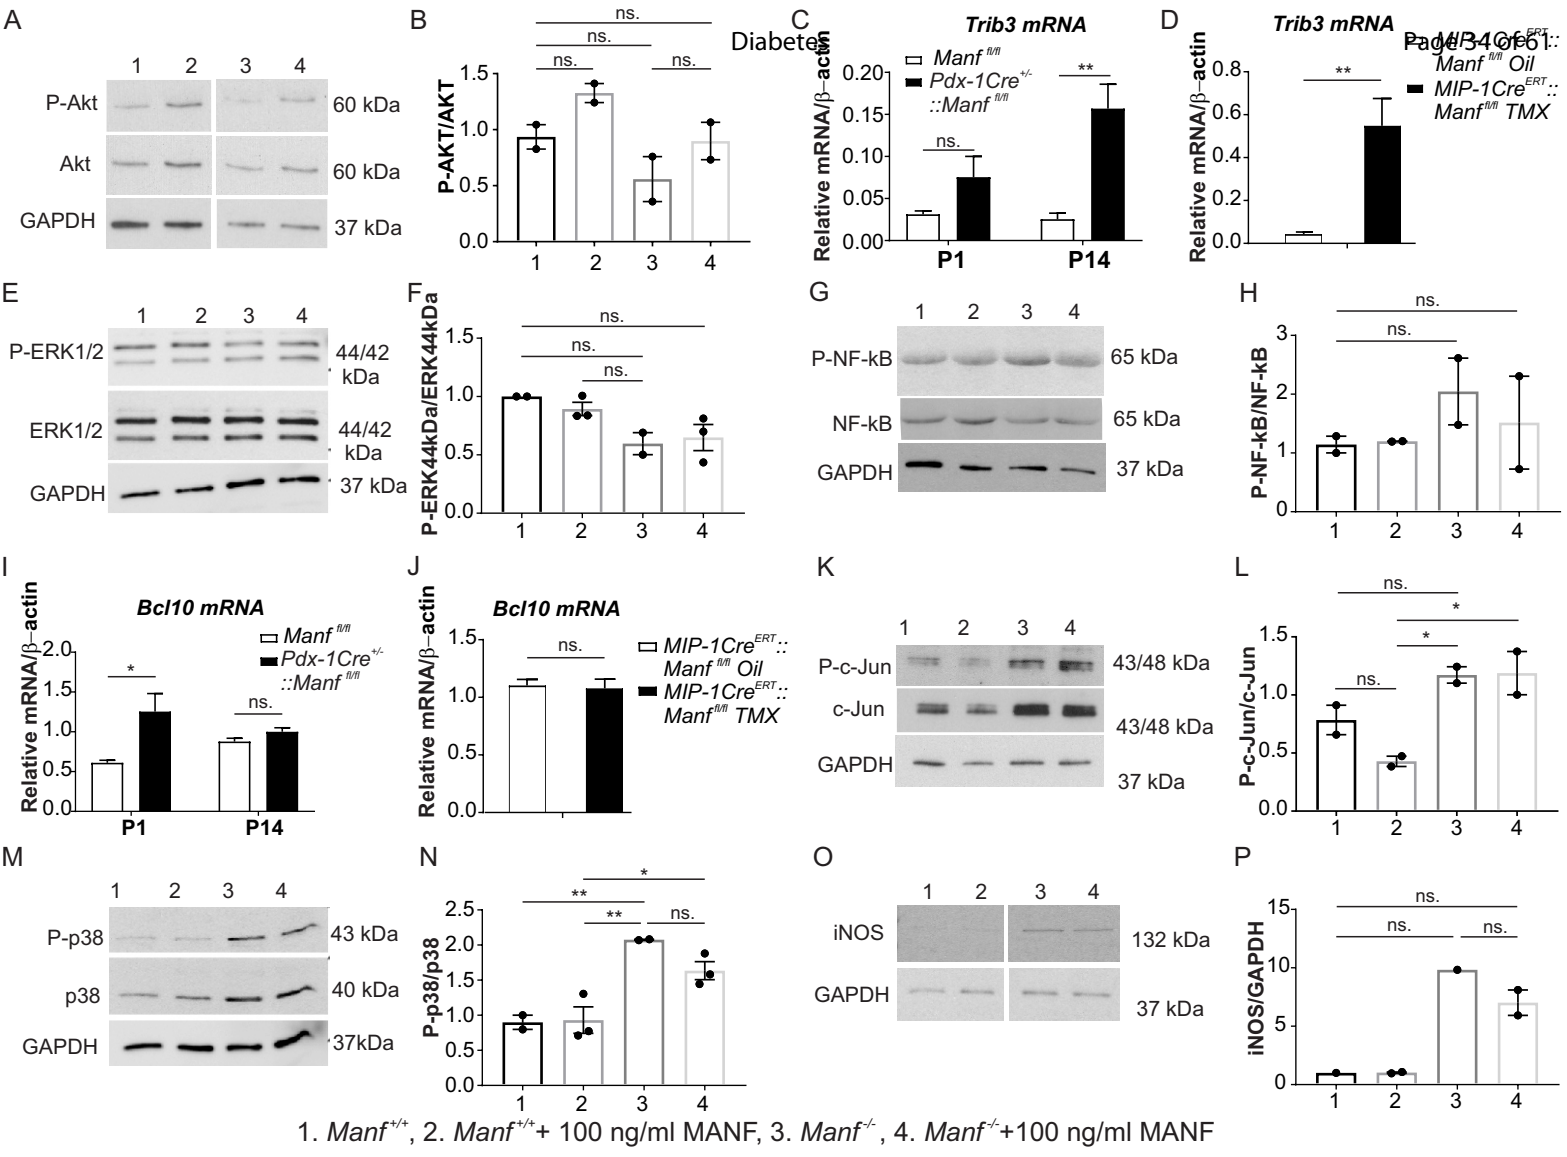 Diabetes
Page 34 of 61
A
1 2 3 4
P-Akt 60 kDa
Akt 60 kDa
GAPDH 37 kDa
B
ns.
ns.
ns. ns.
P-AKT/AKT
1.5
1.0
0.5
0.0
1 2 3 4
C
Trib3 mRNA
Manf fl/fl
Pdx-1Cre+/-
::Manf fl/fl
Relative mRNA/β–actin
0.20
0.15
0.10
0.05
0.00
ns. **
P1 P14
D
Trib3 mRNA
MIP-1CreERT::
Manf fl/fl Oil
MIP-1CreERT::
Manf fl/fl TMX
Relative mRNA/β–actin
0.8
0.6
0.4
0.2
0.0
**
E
1 2 3 4
P-ERK1/2 44/42
kDa
ERK1/2 44/42
kDa
GAPDH 37 kDa
F
ns.
ns.
ns.
P-ERK44kDa/ERK44kDa
1.5
1.0
0.5
0.0
1 2 3 4
G
1 2 3 4
P-NF-kB 65 kDa
NF-kB 65 kDa
GAPDH 37 kDa
H
ns.
ns.
P-NF-kB/NF-kB
3
2
1
0
1 2 3 4
I
Bcl10 mRNA
Manf fl/fl
Pdx-1Cre+/-
::Manf fl/fl
Relative mRNA/β–actin
2.0
1.5
1.0
0.5
0.0
* ns.
P1 P14
J
Bcl10 mRNA
MIP-1CreERT::
Manf fl/fl Oil
MIP-1CreERT::
Manf fl/fl TMX
Relative mRNA/β–actin
1.5
1.0
0.5
0.0
ns.
K
1 2 3 4
P-c-Jun 43/48 kDa
c-Jun 43/48 kDa
GAPDH 37 kDa
L
ns.
*
*
ns.
P-c-Jun/c-Jun
1.5
1.0
0.5
0.0
1 2 3 4
M
1 2 3 4
P-p38 43 kDa
p38 40 kDa
GAPDH 37kDa
N
*
**
** ns.
P-p38/p38
2.5
2.0
1.5
1.0
0.5
0.0
1 2 3 4
O
1 2 3 4
iNOS 132 kDa
GAPDH 37 kDa
P
ns.
ns. ns.
iNOS/GAPDH
15
10
5
0
1 2 3 4
1. Manf+/+, 2. Manf+/++ 100 ng/ml MANF, 3. Manf-/-, 4. Manf-/-+100 ng/ml MANF